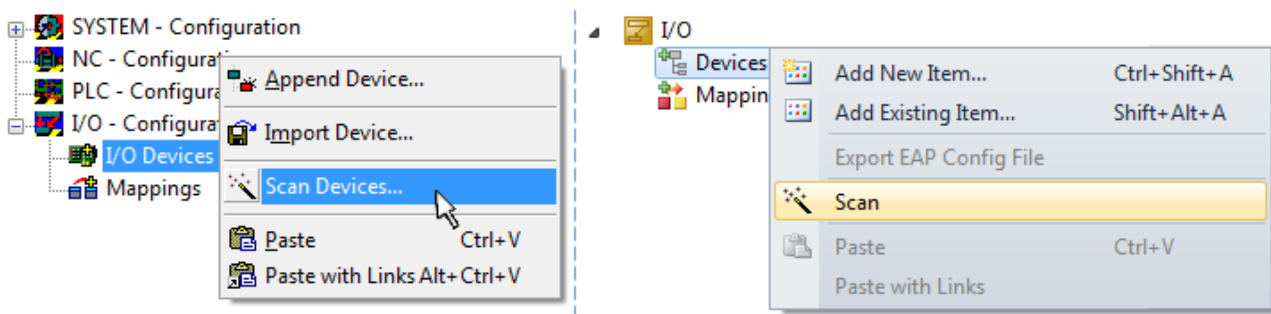 SYSTEM - Configuration
NC - Configurati
PLC - Configura
I/O - Configurat
I/O Devices
Mappings
Append Device...
Import Device...
Scan Devices...
Paste Ctrl+V
Paste with Links Alt+Ctrl+V
I/O
Devices
Mappin
Add New Item... Ctrl+Shift+A
Add Existing Item... Shift+Alt+A
Export EAP Config File
Scan
Paste Ctrl+V
Paste with Links